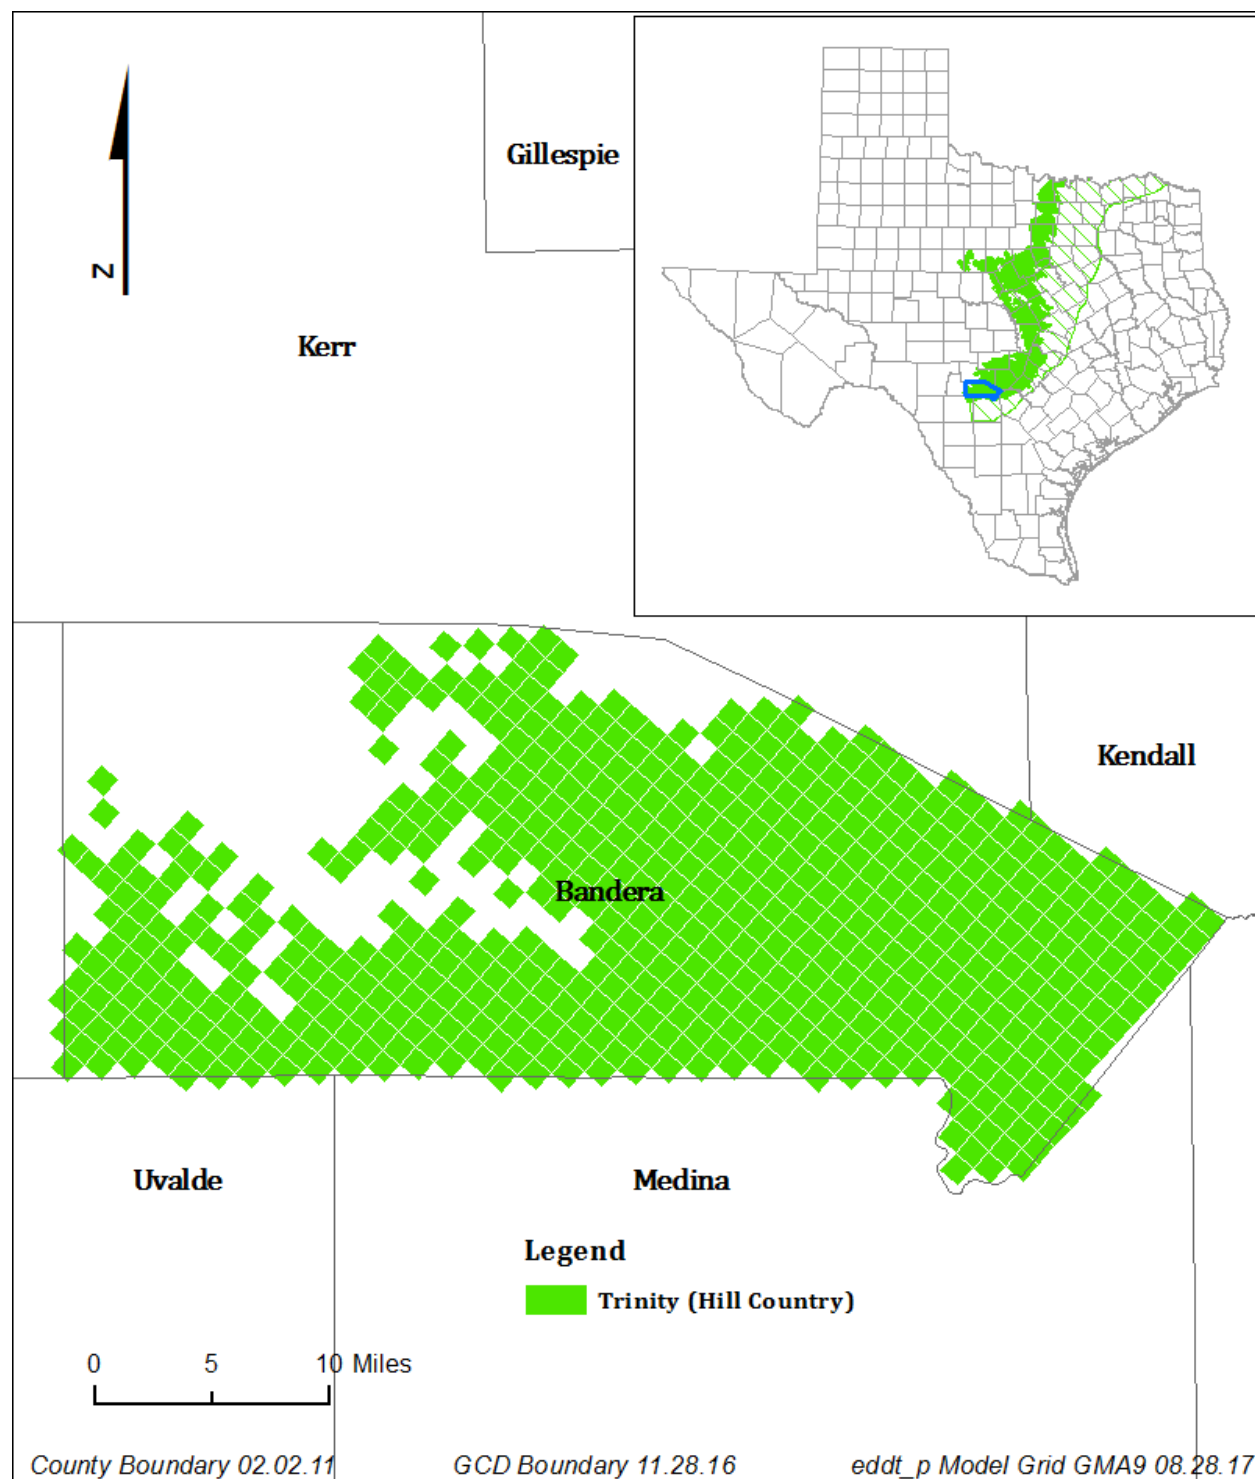 Gillespie
N
Kerr
Kendall
Bandera
Uvalde
Medina
Legend
Trinity (Hill Country)
0 5 10 Miles
County Boundary 02.02.11 GCD Boundary 11.28.16 eddt_p Model Grid GMA9 08.28.17